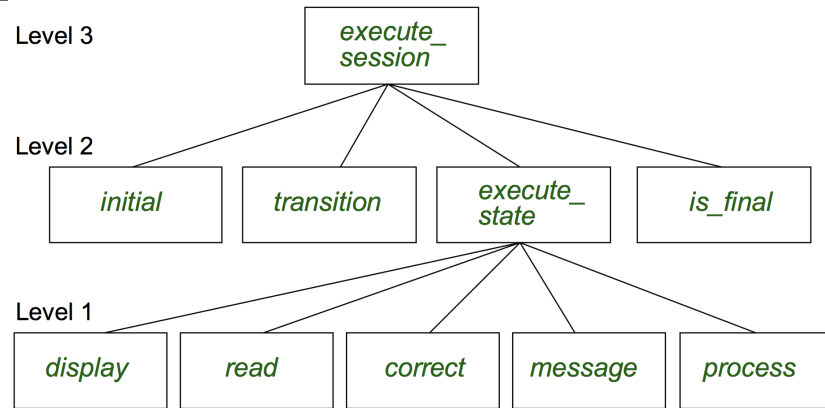 Level 3
execute_
session
Level 2
initial
transition
execute_
state
is_final
Level 1
display
read
correct
message
process